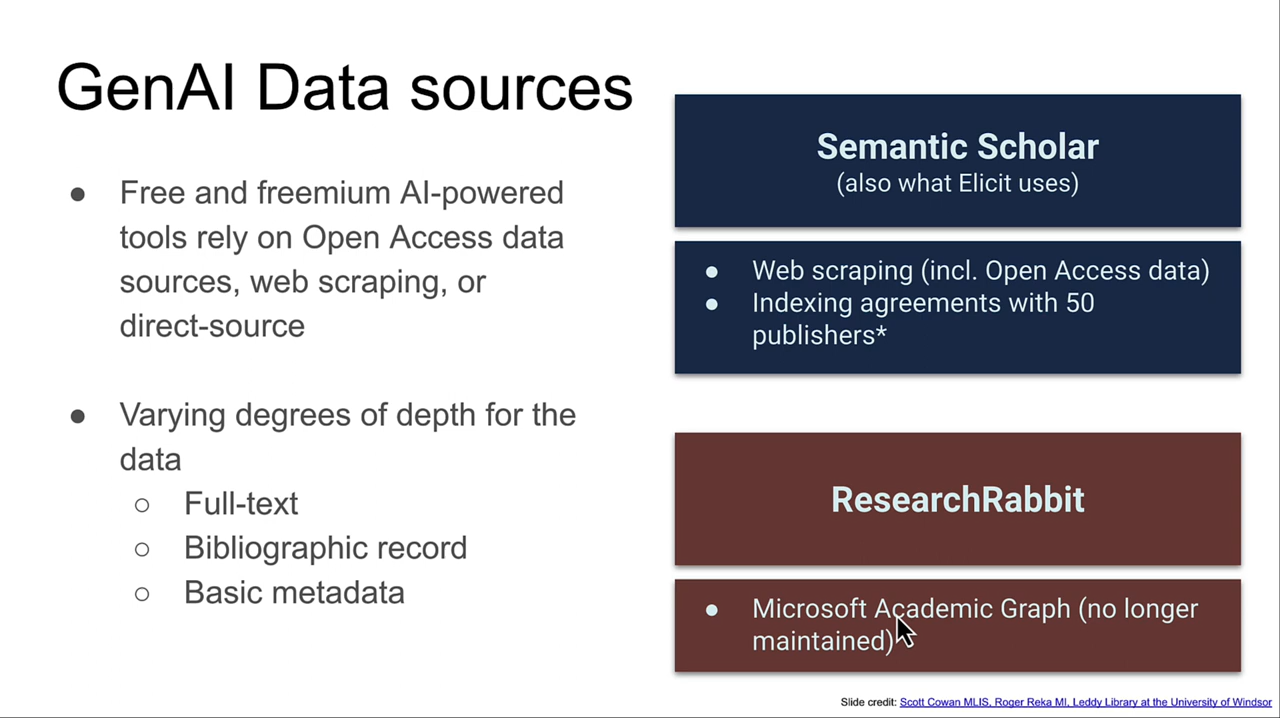 GenAI Data sources
● Free and freemium AI-powered
tools rely on Open Access data
sources, web scraping, or
direct-source
● Varying degrees of depth for the
data
○ Full-text
○ Bibliographic record
○ Basic metadata
Semantic Scholar
(also what Elicit uses)
● Web scraping (incl. Open Access data)
● Indexing agreements with 50
publishers*
ResearchRabbit
● Microsoft Academic Graph (no longer
maintained)
Slide credit: Scott Cowan MLIS, Roger Reka MI, Leddy Library at the University of Windsor